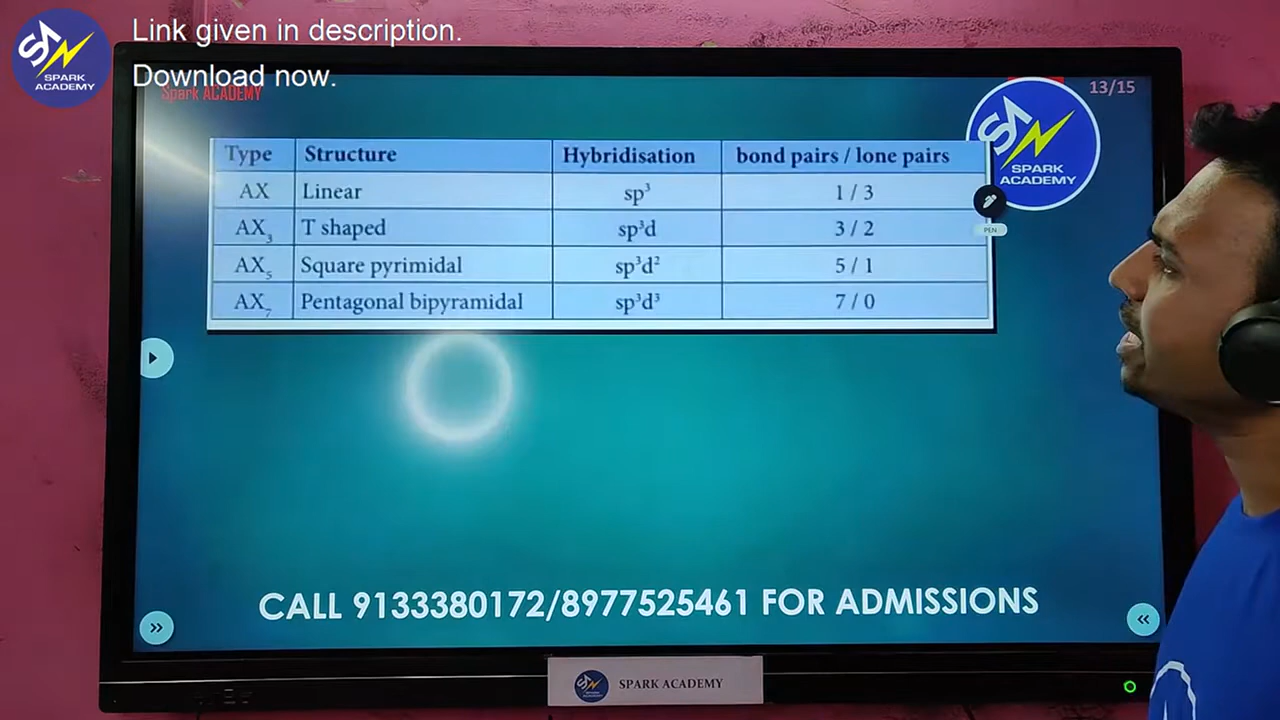 Link given in description.
Download now.
SPARK
ACADEMY
Spark ACADEMY
13/15
SPARK
ACADEMY
Type Structure Hybridisation bond pairs / lone pairs
AX Linear sp³ 1 / 3
AX₃ T shaped sp³d 3 / 2
AX₅ Square pyrimidal sp³d² 5 / 1
AX₇ Pentagonal bipyramidal sp³d³ 7 / 0
PEN
CALL 9133380172/8977525461 FOR ADMISSIONS
SPARK ACADEMY